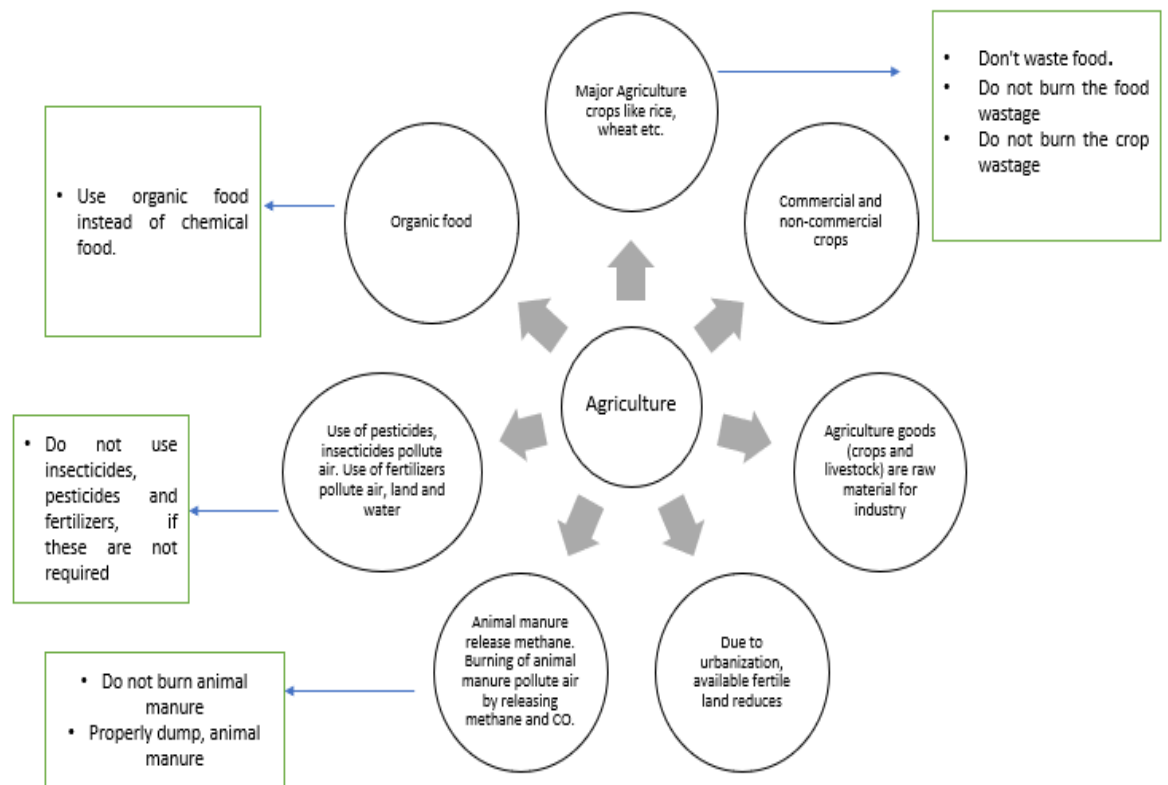 Major Agriculture
crops like rice,
wheat etc.
• Don't waste food.
• Do not burn the food
wastage
• Do not burn the crop
wastage
Commercial and
non-commercial
crops
Agriculture goods
(crops and
livestock) are raw
material for
industry
Due to
urbanization,
available fertile
land reduces
Animal manure
release methane.
Burning of animal
manure pollute air
by releasing
methane and CO.
• Do not burn animal
manure
• Properly dump, animal
manure
Use of pesticides,
insecticides pollute
air. Use of fertilizers
pollute air, land and
water
• Do not use
insecticides,
pesticides and
fertilizers, if
these are not
required
Organic food
• Use organic food
instead of chemical
food.
Agriculture